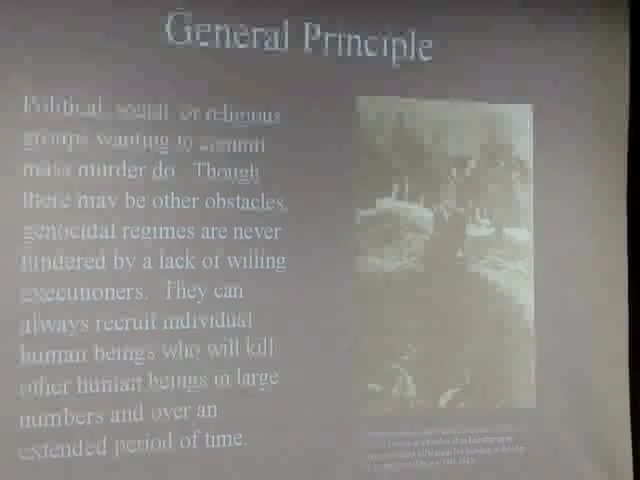 General Principle
Political, social, or religious
groups wanting to commit
mass murder do. Though
there may be other obstacles,
genocidal regimes are never
hindered by a lack of willing
executioners. They can
always recruit individual
human beings who will kill
other human beings in large
numbers and over an
extended period of time.